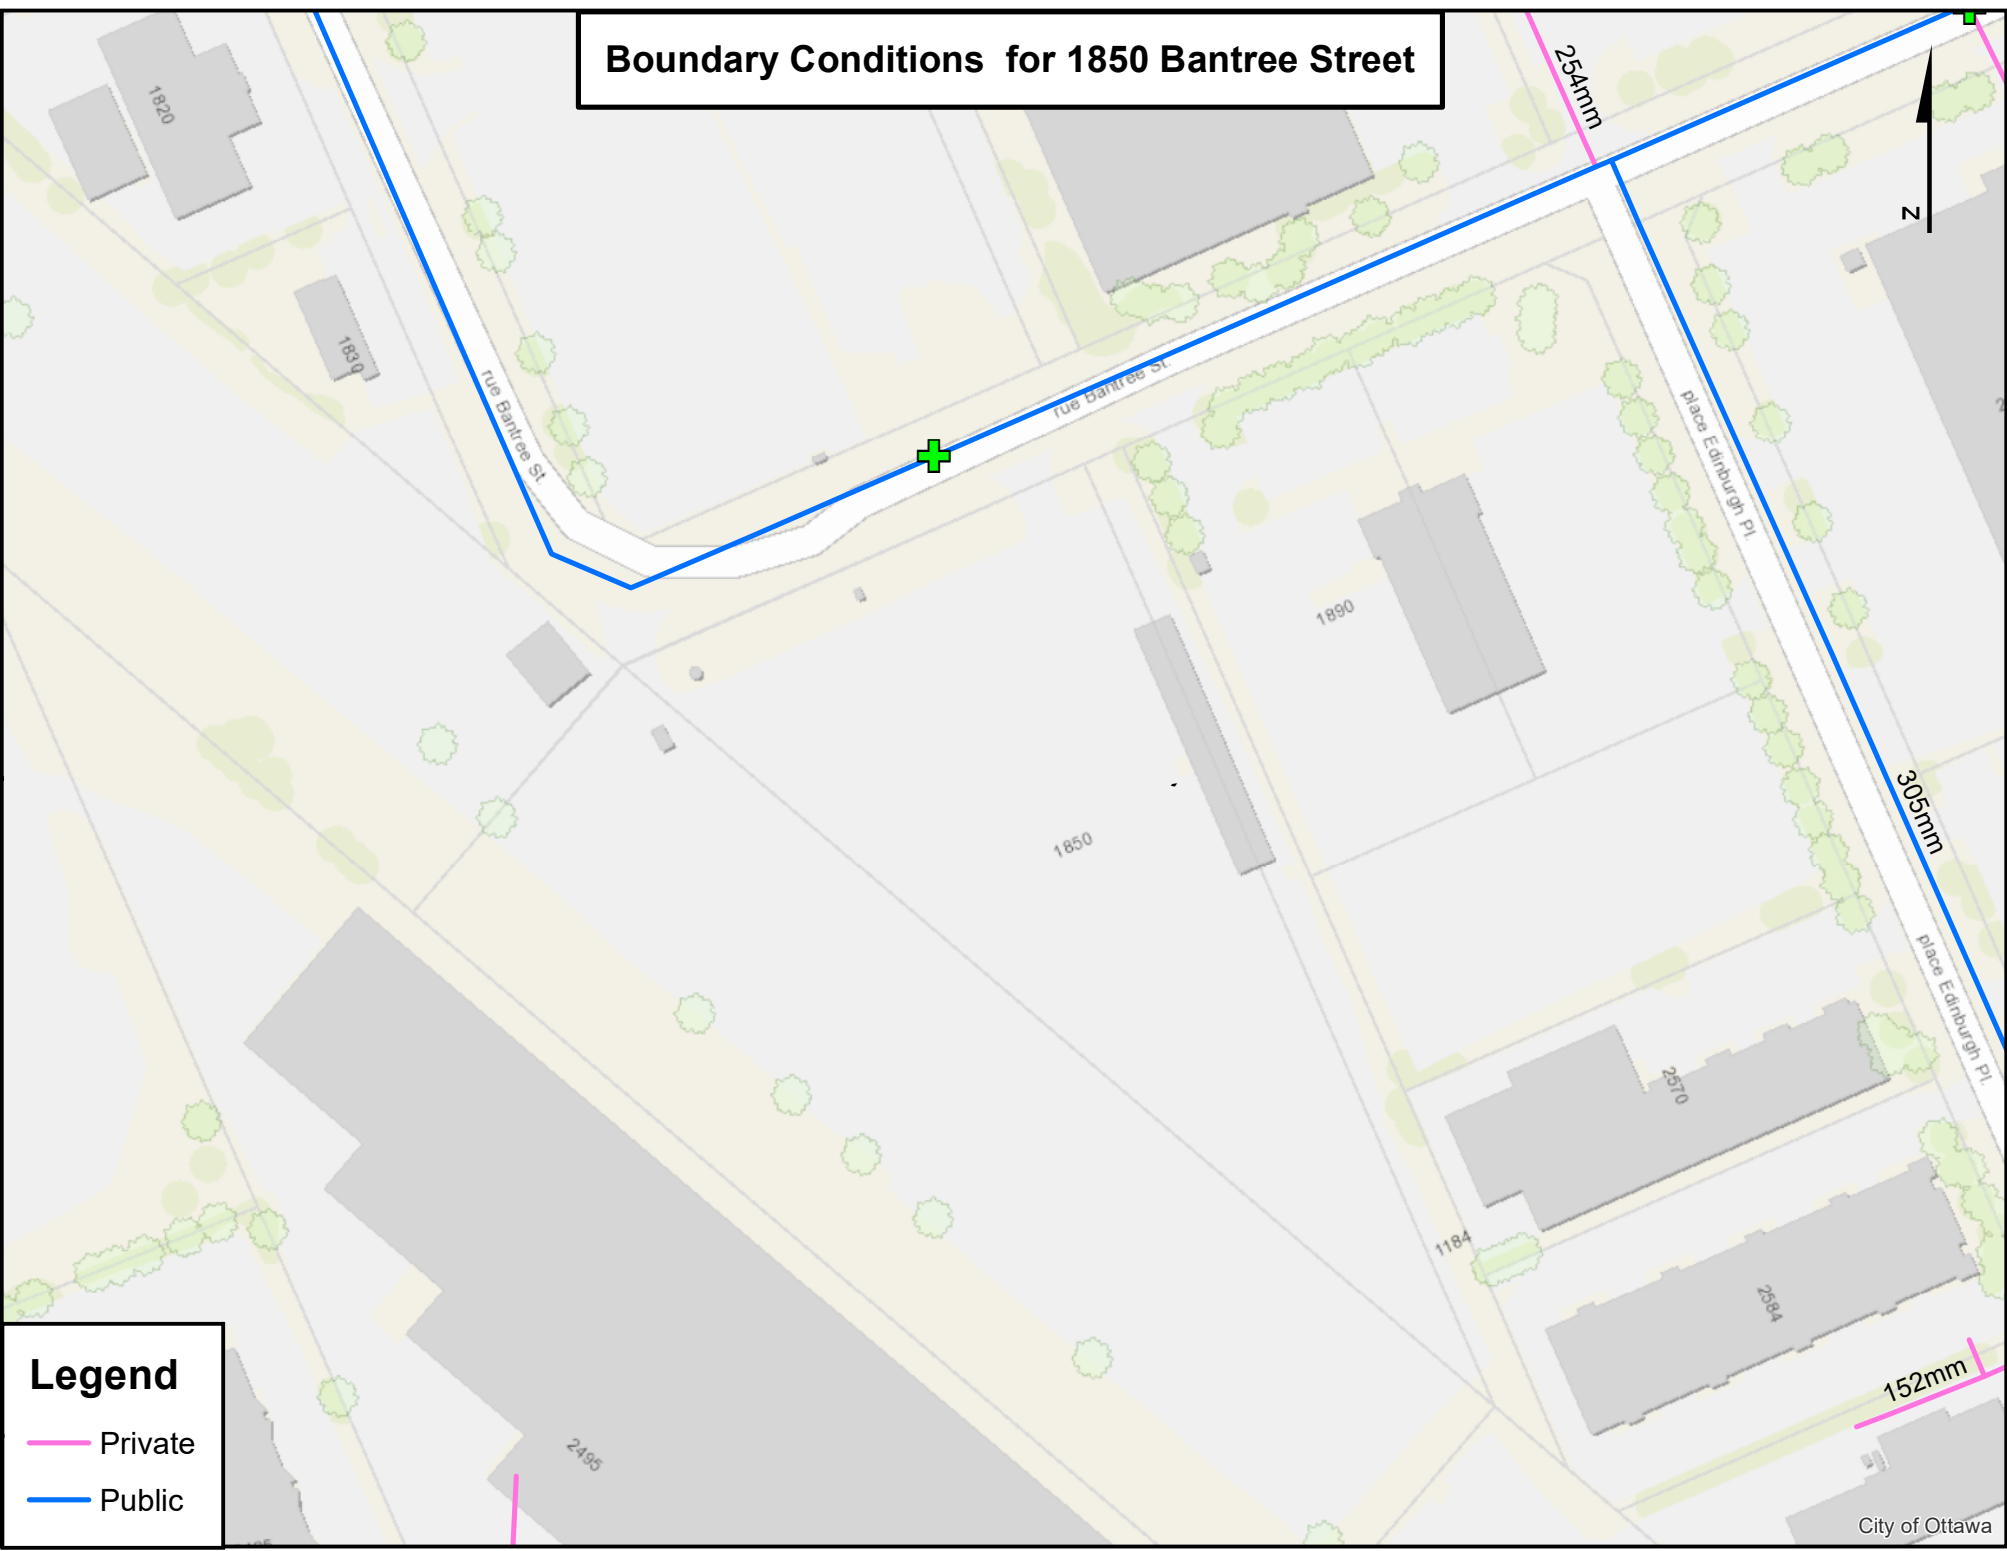 Boundary Conditions  for 1850 Bantree Street
254mm
N
1820
1830
rue Bantree St.
rue Bantree St.
place Edinburgh Pl.
1890
1850
305mm
place Edinburgh Pl.
2570
1184
2584
152mm
2495
Legend
Private
Public
City of Ottawa